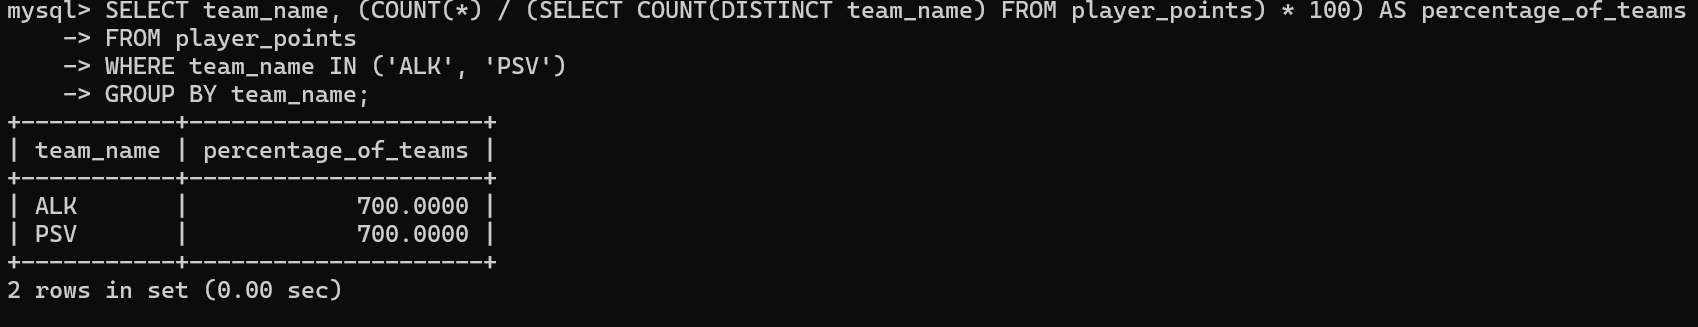 mysql> SELECT team_name, (COUNT(*) / (SELECT COUNT(DISTINCT team_name) FROM player_points) * 100) AS percentage_of_teams
    -> FROM player_points
    -> WHERE team_name IN ('ALK', 'PSV')
    -> GROUP BY team_name;
+-----------+---------------------+
| team_name | percentage_of_teams |
+-----------+---------------------+
| ALK       |            700.0000 |
| PSV       |            700.0000 |
+-----------+---------------------+
2 rows in set (0.00 sec)